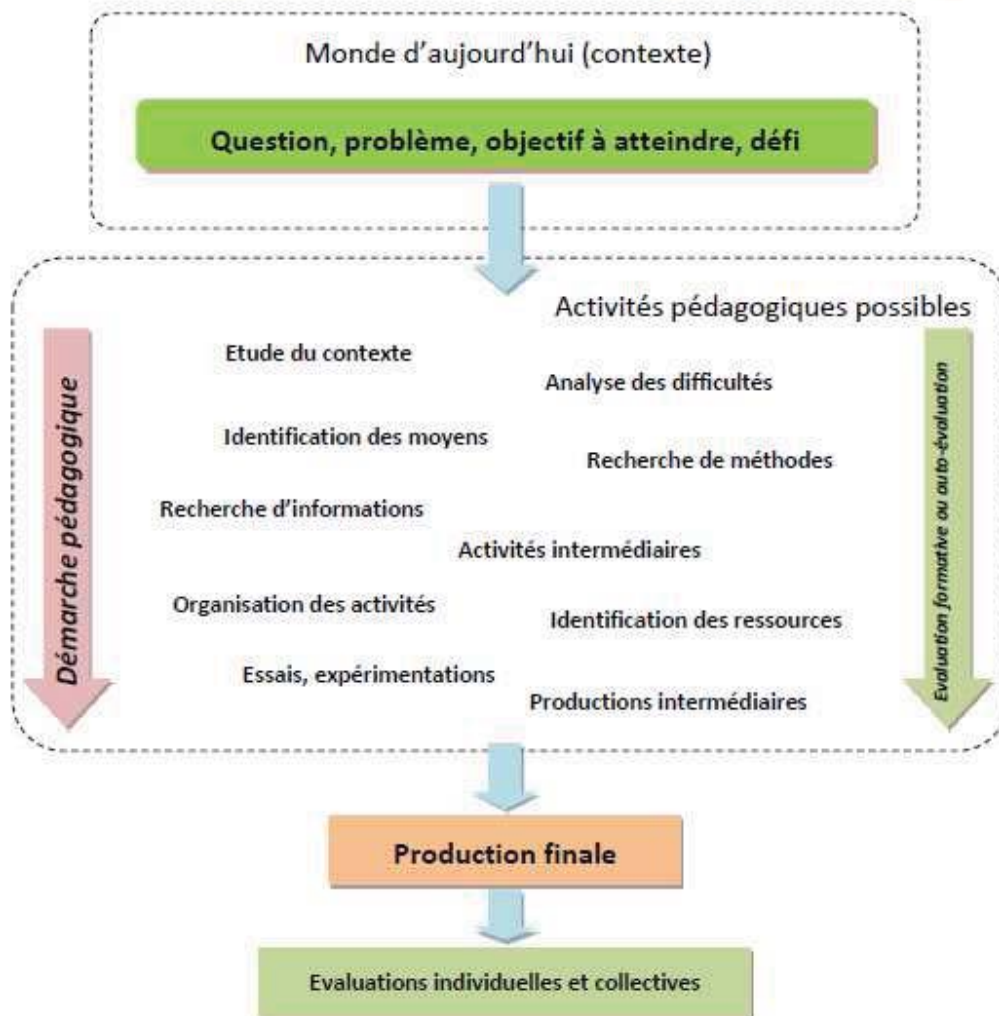 Monde d'aujourd'hui (contexte)
Question, problème, objectif à atteindre, défi
Activités pédagogiques possibles
Démarche pédagogique
Evaluation formative ou auto-évaluation
Etude du contexte
Analyse des difficultés
Identification des moyens
Recherche de méthodes
Recherche d'informations
Activités intermédiaires
Organisation des activités
Identification des ressources
Essais, expérimentations
Productions intermédiaires
Production finale
Evaluations individuelles et collectives